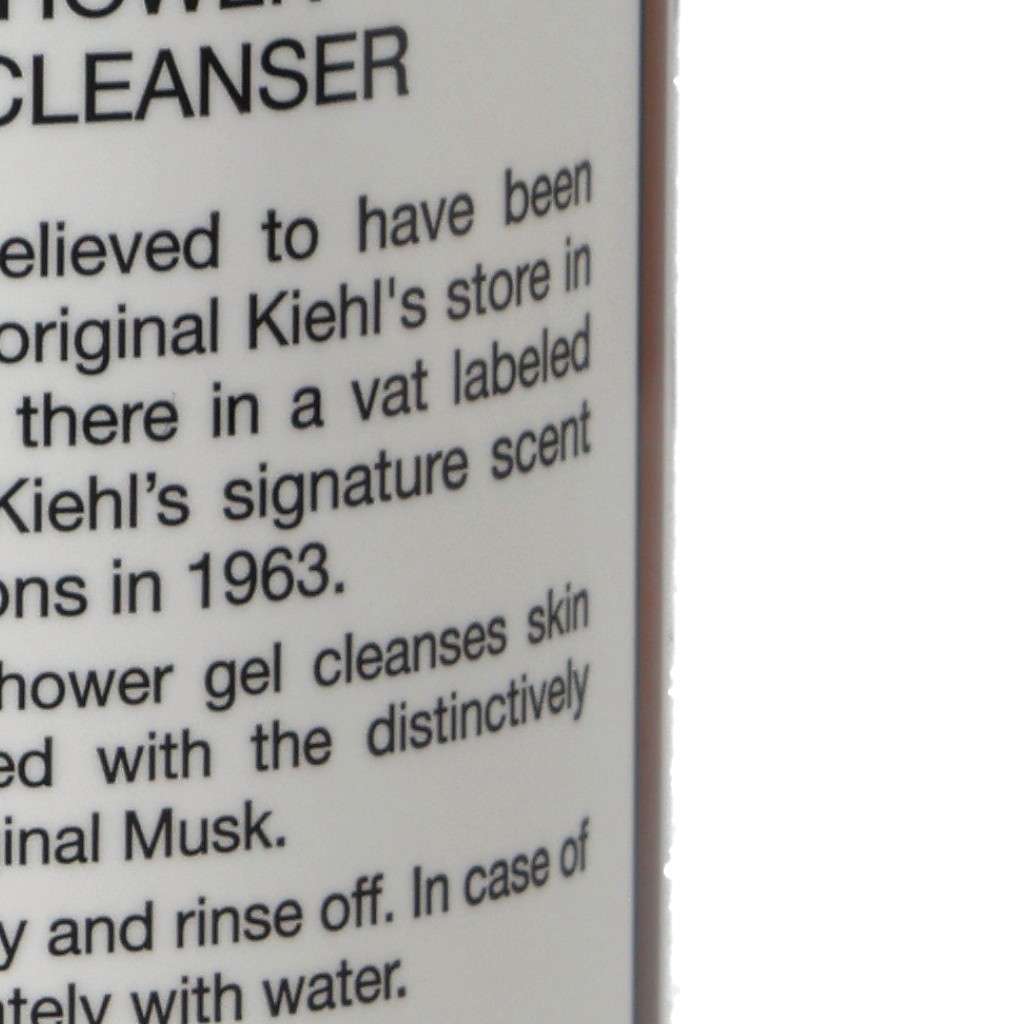 CLEANSER
elieved to have been
original Kiehl's store in
there in a vat labeled
Kiehl’s signature scent
ons in 1963.
hower gel cleanses skin
ed with the distinctively
inal Musk.
y and rinse off. In case of
tely with water.